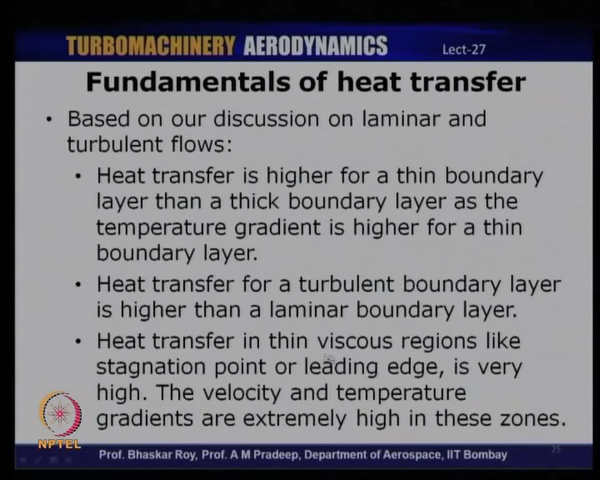 TURBOMACHINERY AERODYNAMICS Lect-27
Fundamentals of heat transfer
• Based on our discussion on laminar and
turbulent flows:
• Heat transfer is higher for a thin boundary
layer than a thick boundary layer as the
temperature gradient is higher for a thin
boundary layer.
• Heat transfer for a turbulent boundary layer
is higher than a laminar boundary layer.
• Heat transfer in thin viscous regions like
stagnation point or leading edge, is very
high. The velocity and temperature
gradients are extremely high in these zones.
NPTEL
25
Prof. Bhaskar Roy, Prof. A M Pradeep, Department of Aerospace, IIT Bombay